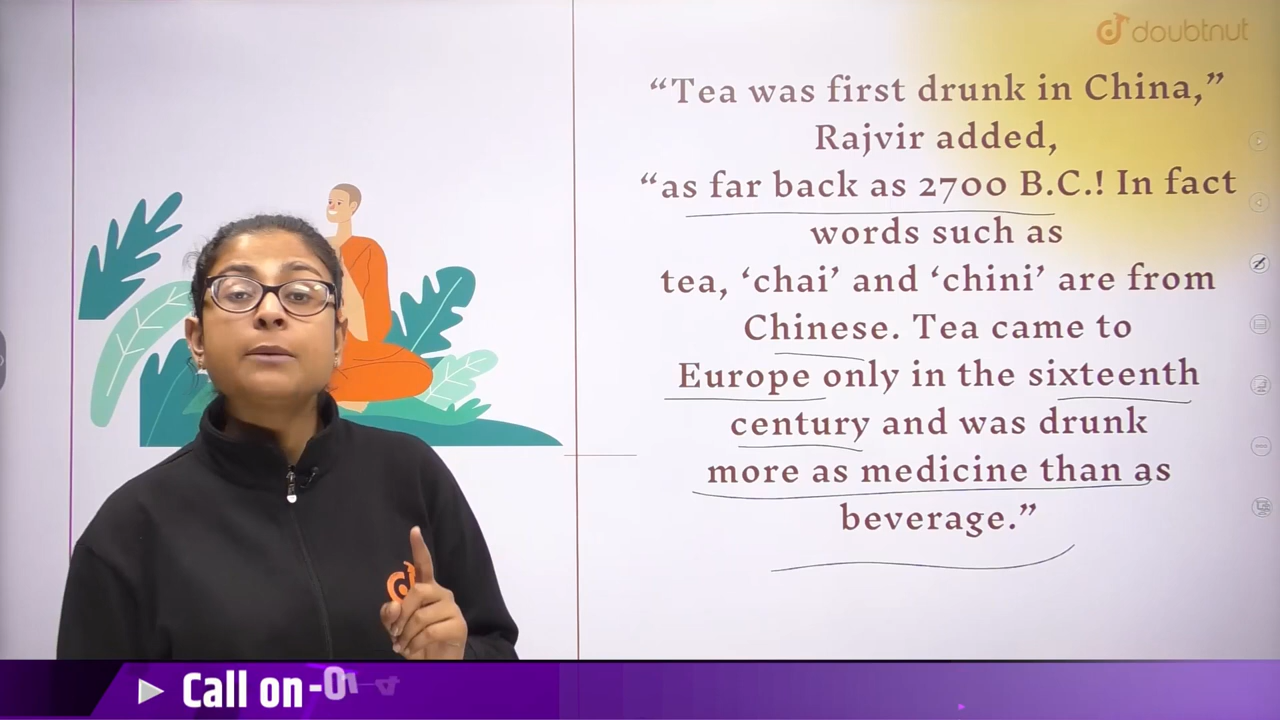 doubtnut
“Tea was first drunk in China,”
Rajvir added,
“as far back as 2700 B.C.! In fact
words such as
tea, ‘chai’ and ‘chini’ are from
Chinese. Tea came to
Europe only in the sixteenth
century and was drunk
more as medicine than as
beverage.”
Call on-